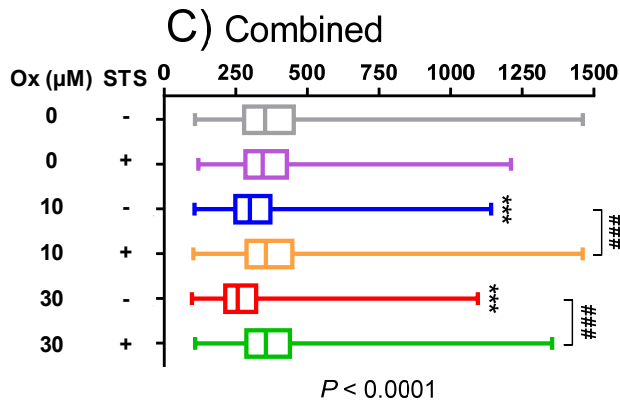 C) Combined
Ox (µM) STS 0 250 500 750 1000 1250 1500
0 -
0 +
10 - *** ###
10 +
30 - *** ###
30 +
P < 0.0001